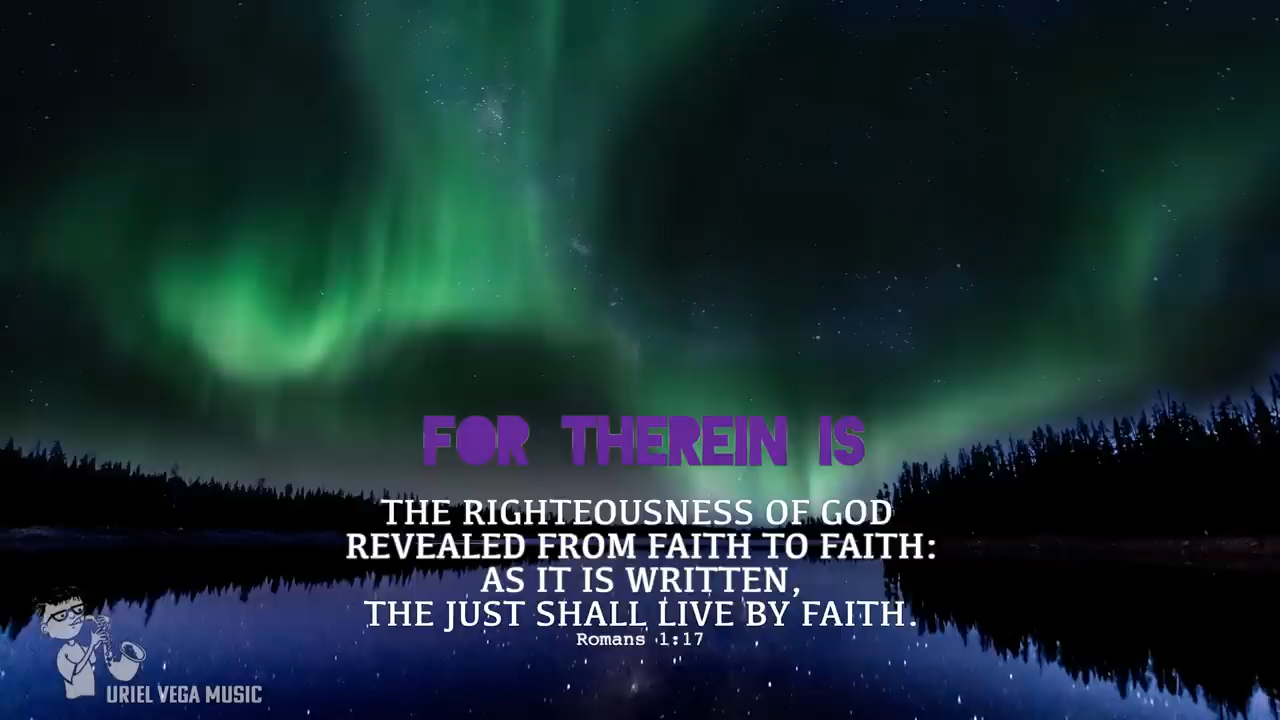 FOR THEREIN IS
THE RIGHTEOUSNESS OF GOD
REVEALED FROM FAITH TO FAITH:
AS IT IS WRITTEN,
THE JUST SHALL LIVE BY FAITH.
Romans 1:17
URIEL VEGA MUSIC